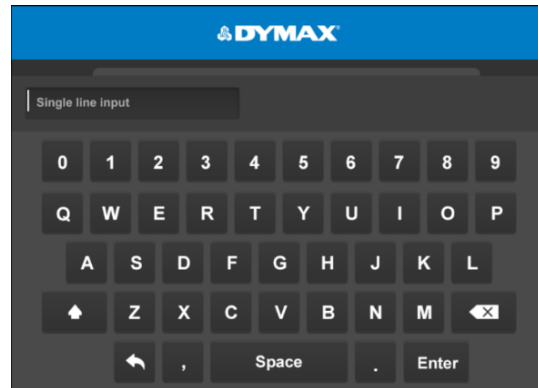 DYMAX
Single line input
0 1 2 3 4 5 6 7 8 9
Q W E R T Y U I O P
A S D F G H J K L
Z X C V B N M
, Space . Enter